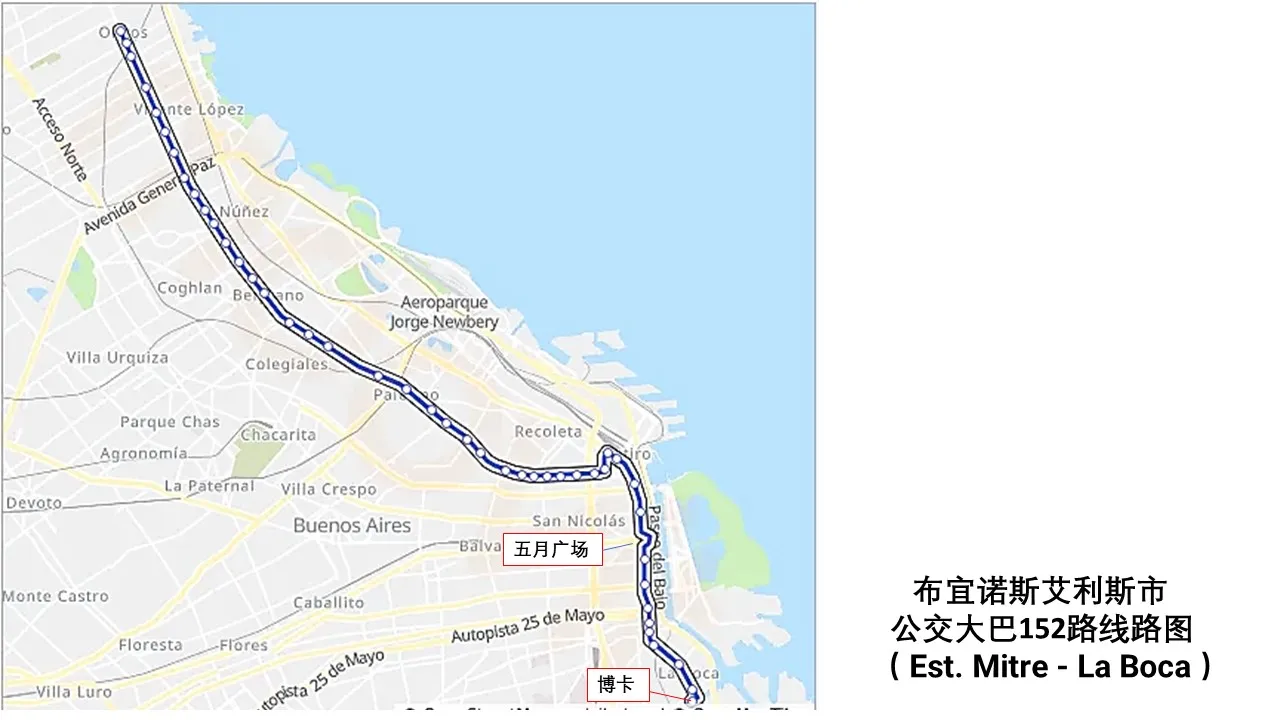 Vicente López
Acceso Norte
Avenida General Paz
Núñez
Coghlan
Belgrano
Aeroparque
Jorge Newbery
Villa Urquiza
Colegiales
Palermo
Parque Chas
Chacarita
Recoleta
Agronomía
La Paternal
Villa Crespo
Devoto
Buenos Aires
San Nicolás
Paseo del Bajo
五月广场
Balva
Monte Castro
Caballito
Autopista 25 de Mayo
Floresta
Flores
utopista 25 de Mayo
La Boca
博卡
Villa Luro
布宜诺斯艾利斯市
公交大巴152路线路图
（Est. Mitre - La Boca）